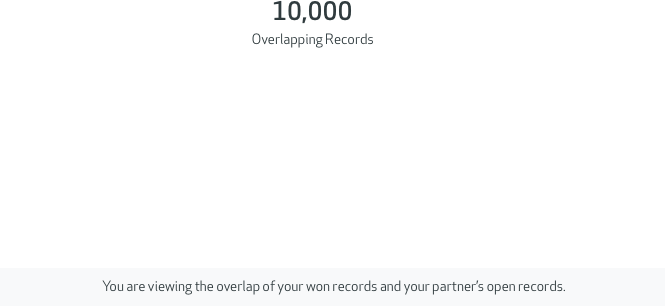 10,000
Overlapping Records
You are viewing the overlap of your won records and your partner's open records.